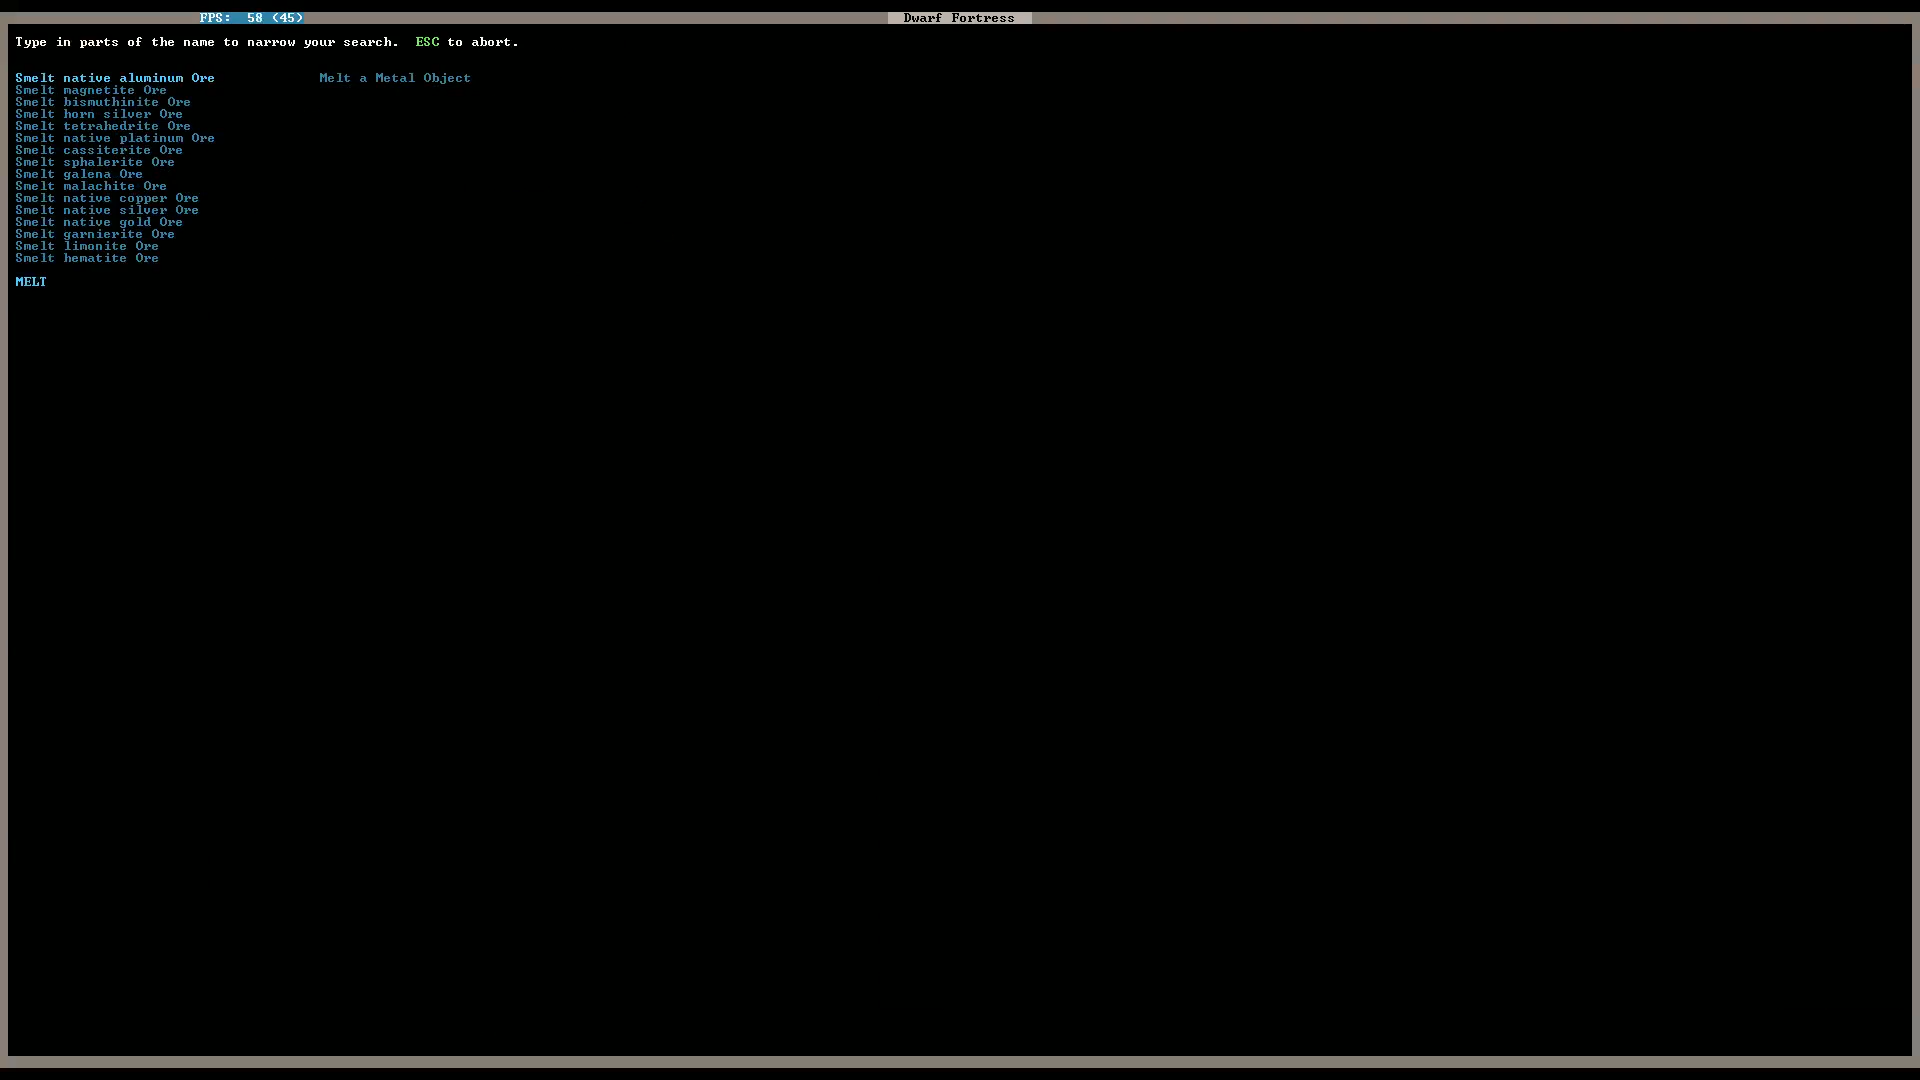 FPS: 58 (45)
Dwarf Fortress
Type in parts of the name to narrow your search. ESC to abort.
Smelt native aluminum Ore
Melt a Metal Object
Smelt magnetite Ore
Smelt bismuthinite Ore
Smelt horn silver Ore
Smelt tetrahedrite Ore
Smelt native platinum Ore
Smelt cassiterite Ore
Smelt sphalerite Ore
Smelt galena Ore
Smelt malachite Ore
Smelt native copper Ore
Smelt native silver Ore
Smelt native gold Ore
Smelt garnierite Ore
Smelt limonite Ore
Smelt hematite Ore
MELT